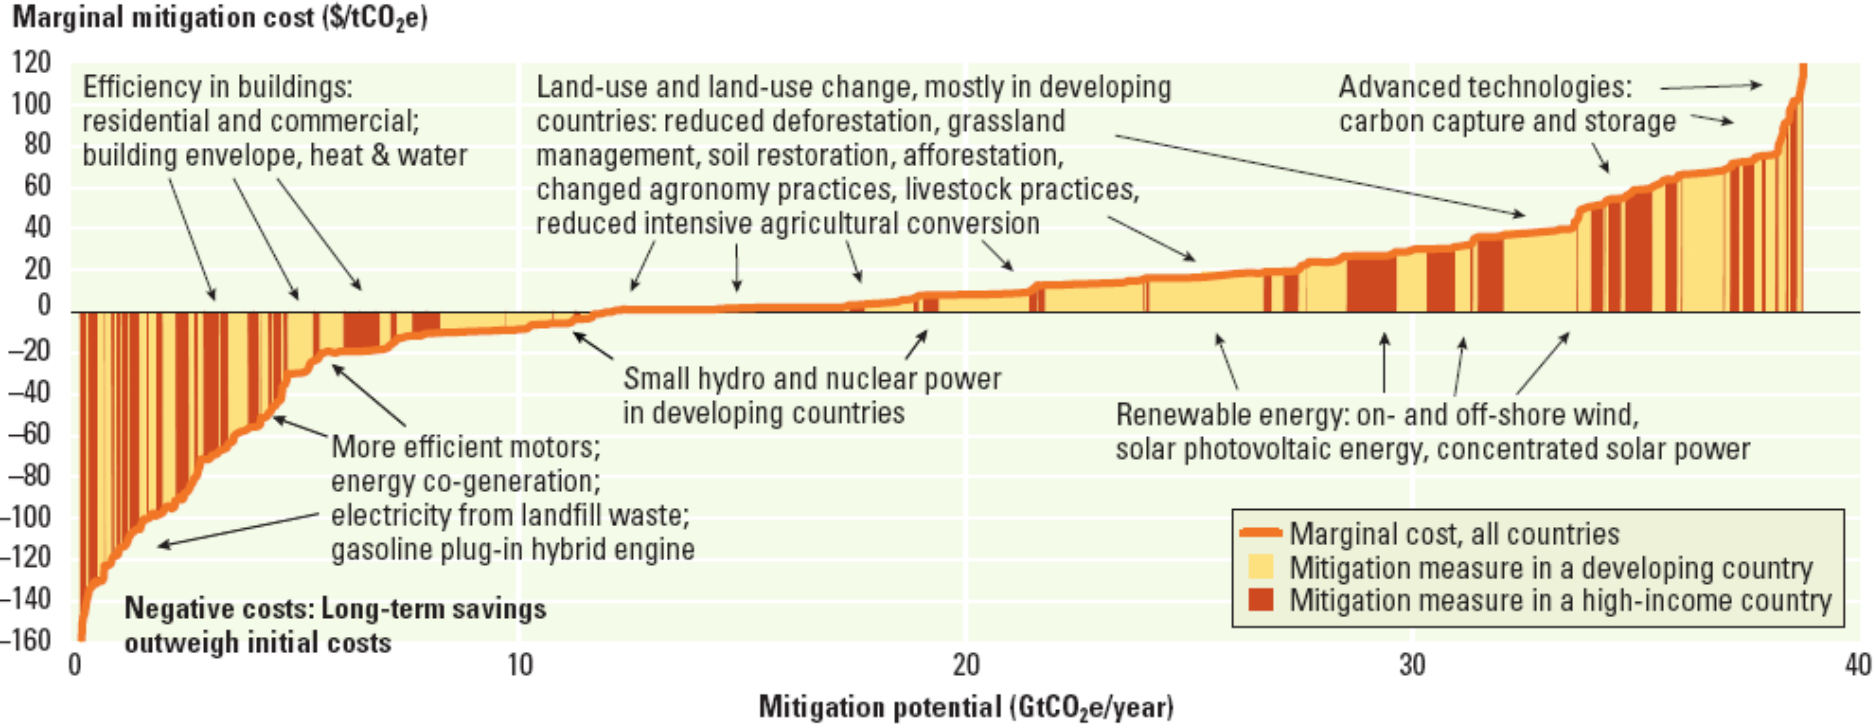 Marginal mitigation cost ($/tCO₂e)
120
100
80
60
40
20
0
–20
–40
–60
–80
–100
–120
–140
–160
Efficiency in buildings:
residential and commercial;
building envelope, heat & water
Land-use and land-use change, mostly in developing
countries: reduced deforestation, grassland
management, soil restoration, afforestation,
changed agronomy practices, livestock practices,
reduced intensive agricultural conversion
Advanced technologies:
carbon capture and storage
Small hydro and nuclear power
in developing countries
More efficient motors;
energy co-generation;
electricity from landfill waste;
gasoline plug-in hybrid engine
Renewable energy: on- and off-shore wind,
solar photovoltaic energy, concentrated solar power
Negative costs: Long-term savings
outweigh initial costs
Marginal cost, all countries
Mitigation measure in a developing country
Mitigation measure in a high-income country
0 10 20 30 40
Mitigation potential (GtCO₂e/year)